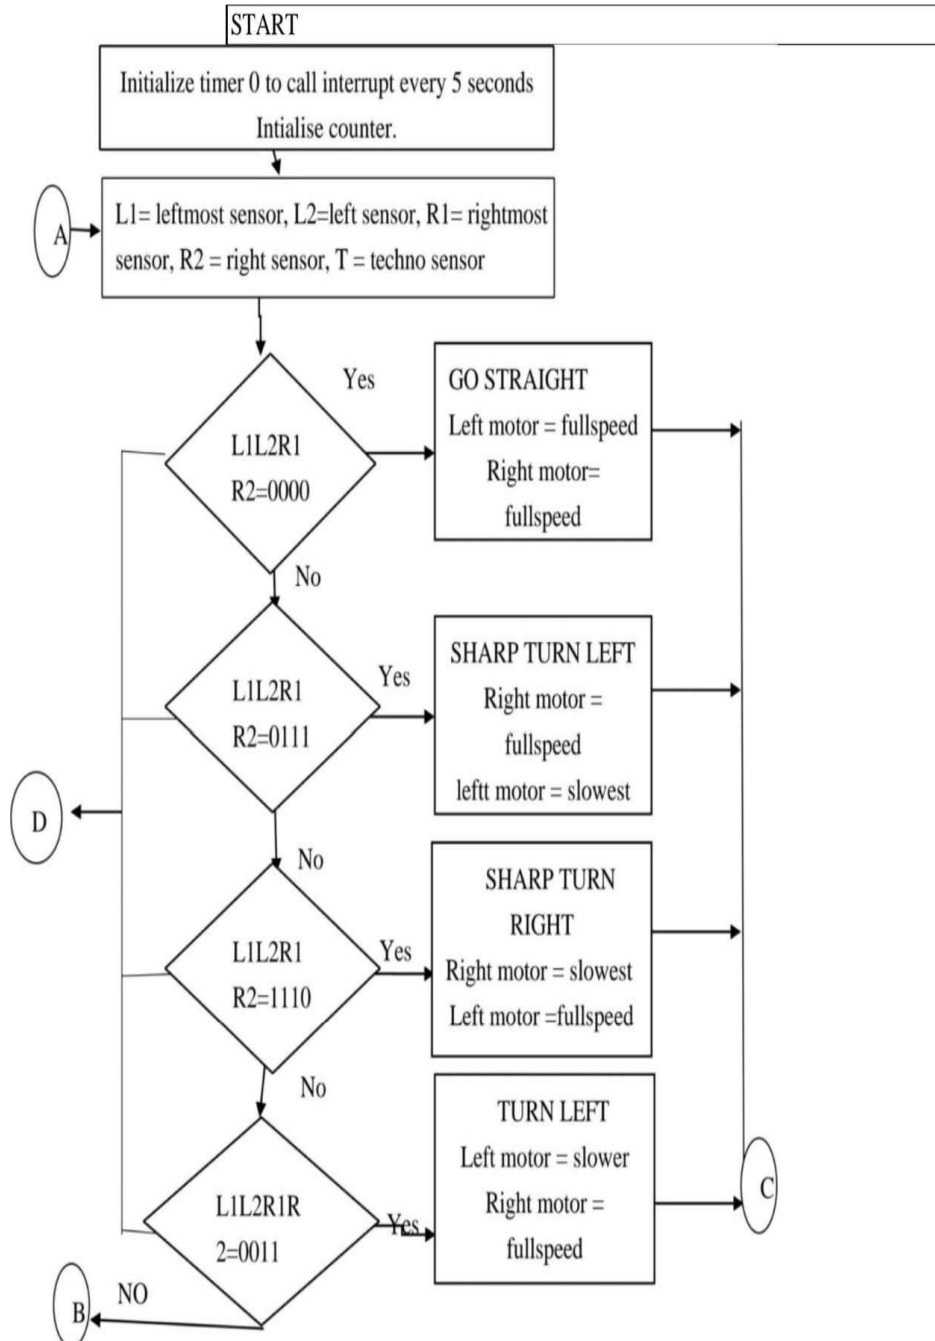 START
Initialize timer 0 to call interrupt every 5 seconds
Intialise counter.
A
L1= leftmost sensor, L2=left sensor, R1= rightmost
sensor, R2 = right sensor, T = techno sensor
Yes
L1L2R1
R2=0000
GO STRAIGHT
Left motor = fullspeed
Right motor=
fullspeed
No
L1L2R1
R2=0111
Yes
SHARP TURN LEFT
Right motor =
fullspeed
leftt motor = slowest
D
No
L1L2R1
R2=1110
Yes
SHARP TURN
RIGHT
Right motor = slowest
Left motor =fullspeed
No
L1L2R1R
2=0011
Yes
TURN LEFT
Left motor = slower
Right motor =
fullspeed
C
B
NO